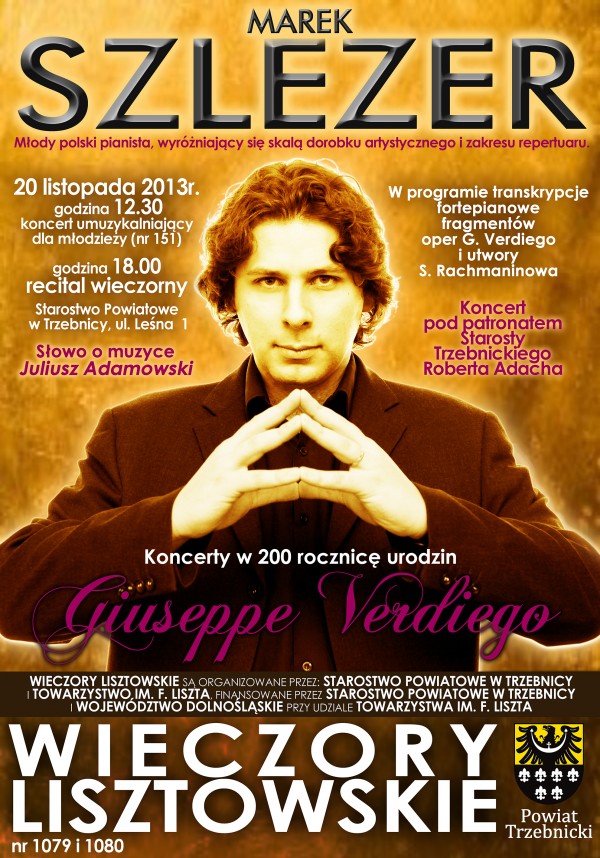 MAREK
SZLEZER
Młody polski pianista, wyróżniający się skalą dorobku artystycznego i zakresu repertuaru.
20 listopada 2013r.
godzina 12.30
koncert umuzykalniający
dla młodzieży (nr 151)
godzina 18.00
recital wieczorny
Starostwo Powiatowe
w Trzebnicy, ul. Leśna 1
Słowo o muzyce
Juliusz Adamowski
W programie transkrypcje
fortepianowe
fragmentów
oper G. Verdiego
i utwory
S. Rachmaninowa
Koncert
pod patronatem
Starosty
Trzebnickiego
Roberta Adacha
Koncerty w 200 rocznicę urodzin
Giuseppe Verdiego
WIECZORY LISZTOWSKIE SĄ ORGANIZOWANE PRZEZ: STAROSTWO POWIATOWE W TRZEBNICY
I TOWARZYSTWO IM. F. LISZTA, FINANSOWANE PRZEZ STAROSTWO POWIATOWE W TRZEBNICY
I WOJEWÓDZTWO DOLNOŚLĄSKIE PRZY UDZIALE TOWARZYSTWA IM. F. LISZTA
WIECZORY
LISZTOWSKIE
nr 1079 i 1080
Powiat
Trzebnicki